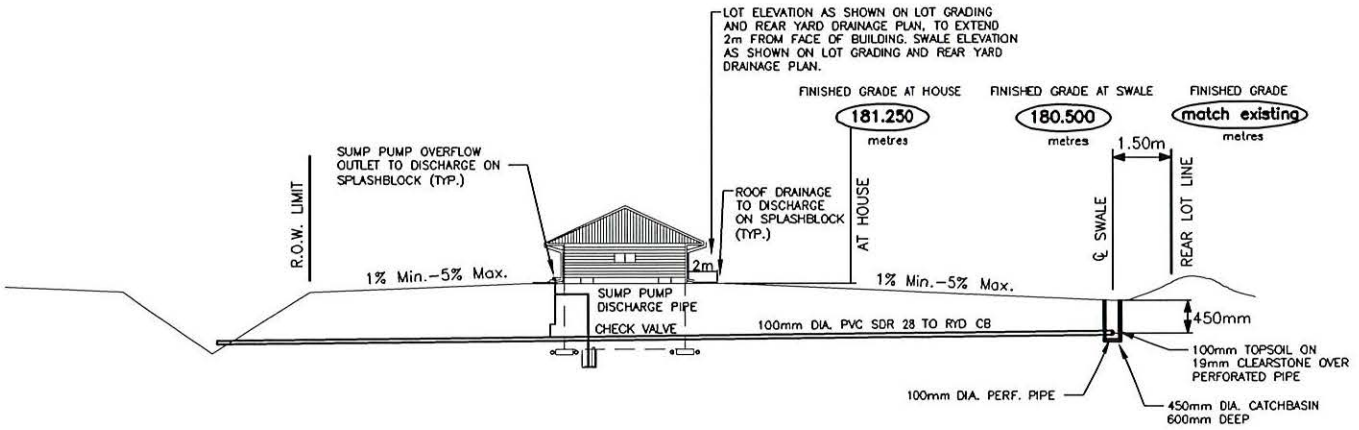 LOT ELEVATION AS SHOWN ON LOT GRADING
AND REAR YARD DRAINAGE PLAN, TO EXTEND
2m FROM FACE OF BUILDING. SWALE ELEVATION
AS SHOWN ON LOT GRADING AND REAR YARD
DRAINAGE PLAN.
FINISHED GRADE AT HOUSE
181.250
metres
FINISHED GRADE AT SWALE
180.500
metres
FINISHED GRADE
match existing
metres
1.50m
SUMP PUMP OVERFLOW
OUTLET TO DISCHARGE ON
SPLASHBLOCK (TYP.)
R.O.W. LIMIT
ROOF DRAINAGE
TO DISCHARGE
ON SPLASHBLOCK
(TYP.)
AT HOUSE
℄ SWALE
REAR LOT LINE
2m
1% Min.-5% Max.
1% Min.-5% Max.
SUMP PUMP
DISCHARGE PIPE
CHECK VALVE
100mm DIA. PVC SDR 28 TO RYD CB
450mm
100mm TOPSOIL ON
19mm CLEARSTONE OVER
PERFORATED PIPE
100mm DIA. PERF. PIPE
450mm DIA. CATCHBASIN
600mm DEEP